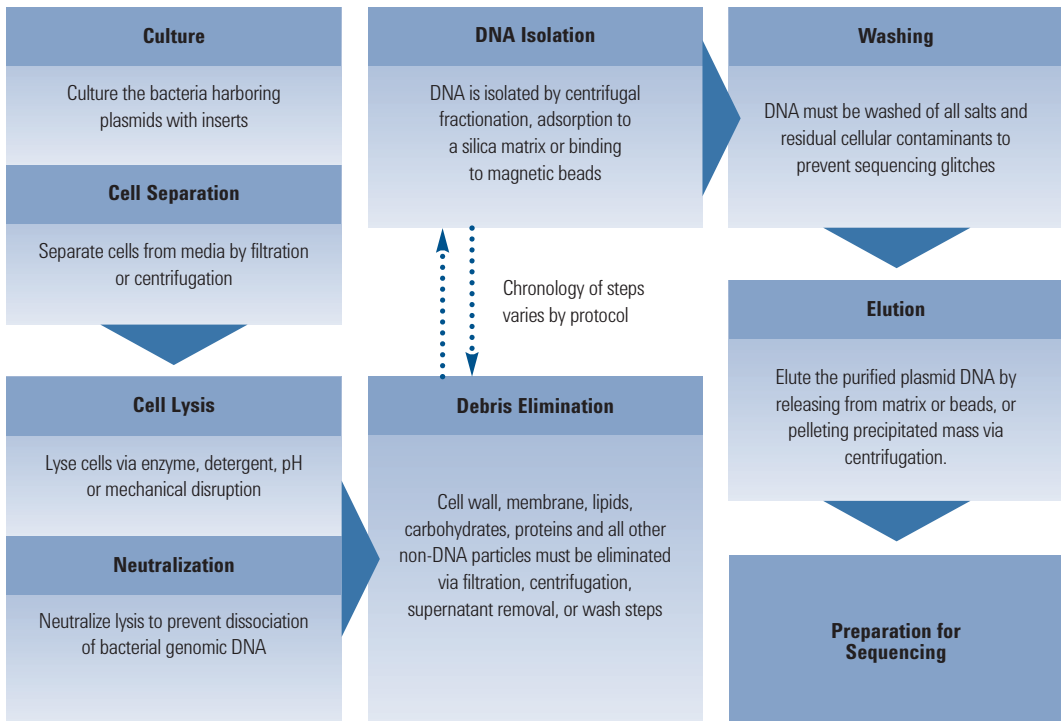 Culture
Culture the bacteria harboring
plasmids with inserts
Cell Separation
Separate cells from media by filtration
or centrifugation
Cell Lysis
Lyse cells via enzyme, detergent, pH
or mechanical disruption
Neutralization
Neutralize lysis to prevent dissociation
of bacterial genomic DNA
Debris Elimination
Cell wall, membrane, lipids,
carbohydrates, proteins and all other
non-DNA particles must be eliminated
via filtration, centrifugation,
supernatant removal, or wash steps
Chronology of steps
varies by protocol
DNA Isolation
DNA is isolated by centrifugal
fractionation, adsorption to
a silica matrix or binding
to magnetic beads
Washing
DNA must be washed of all salts and
residual cellular contaminants to
prevent sequencing glitches
Elution
Elute the purified plasmid DNA by
releasing from matrix or beads, or
pelleting precipitated mass via
centrifugation.
Preparation for
Sequencing